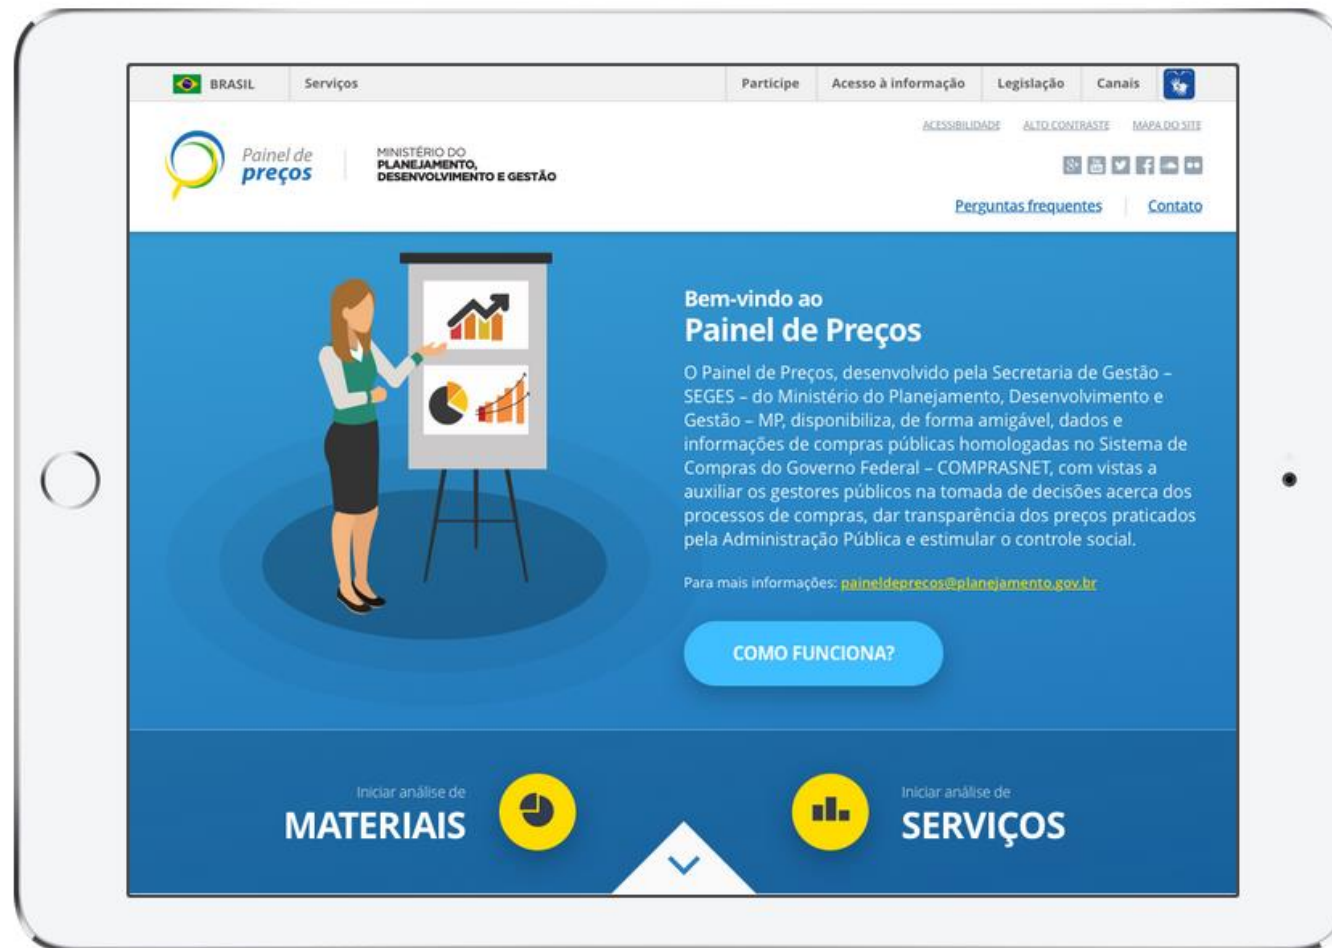 BRASIL Serviços Participe Acesso à informação Legislação Canais
ACESSIBILIDADE ALTO CONTRASTE MAPA DO SITE
Painel de
preços
MINISTÉRIO DO
PLANEJAMENTO,
DESENVOLVIMENTO E GESTÃO
Perguntas frequentes Contato
Bem-vindo ao
Painel de Preços
O Painel de Preços, desenvolvido pela Secretaria de Gestão –
SEGES – do Ministério do Planejamento, Desenvolvimento e
Gestão – MP, disponibiliza, de forma amigável, dados e
informações de compras públicas homologadas no Sistema de
Compras do Governo Federal – COMPRASNET, com vistas a
auxiliar os gestores públicos na tomada de decisões acerca dos
processos de compras, dar transparência dos preços praticados
pela Administração Pública e estimular o controle social.
Para mais informações: paineldeprecos@planejamento.gov.br
COMO FUNCIONA?
Iniciar análise de
MATERIAIS
Iniciar análise de
SERVIÇOS